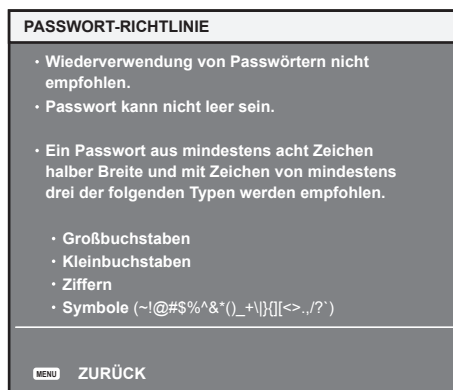 PASSWORT-RICHTLINIE
• Wiederverwendung von Passwörtern nicht
empfohlen.
• Passwort kann nicht leer sein.
• Ein Passwort aus mindestens acht Zeichen
halber Breite und mit Zeichen von mindestens
drei der folgenden Typen werden empfohlen.
• Großbuchstaben
• Kleinbuchstaben
• Ziffern
• Symbole (~!@#$%^&*()_+\|}{][<>.,/?`)
MENU ZURÜCK